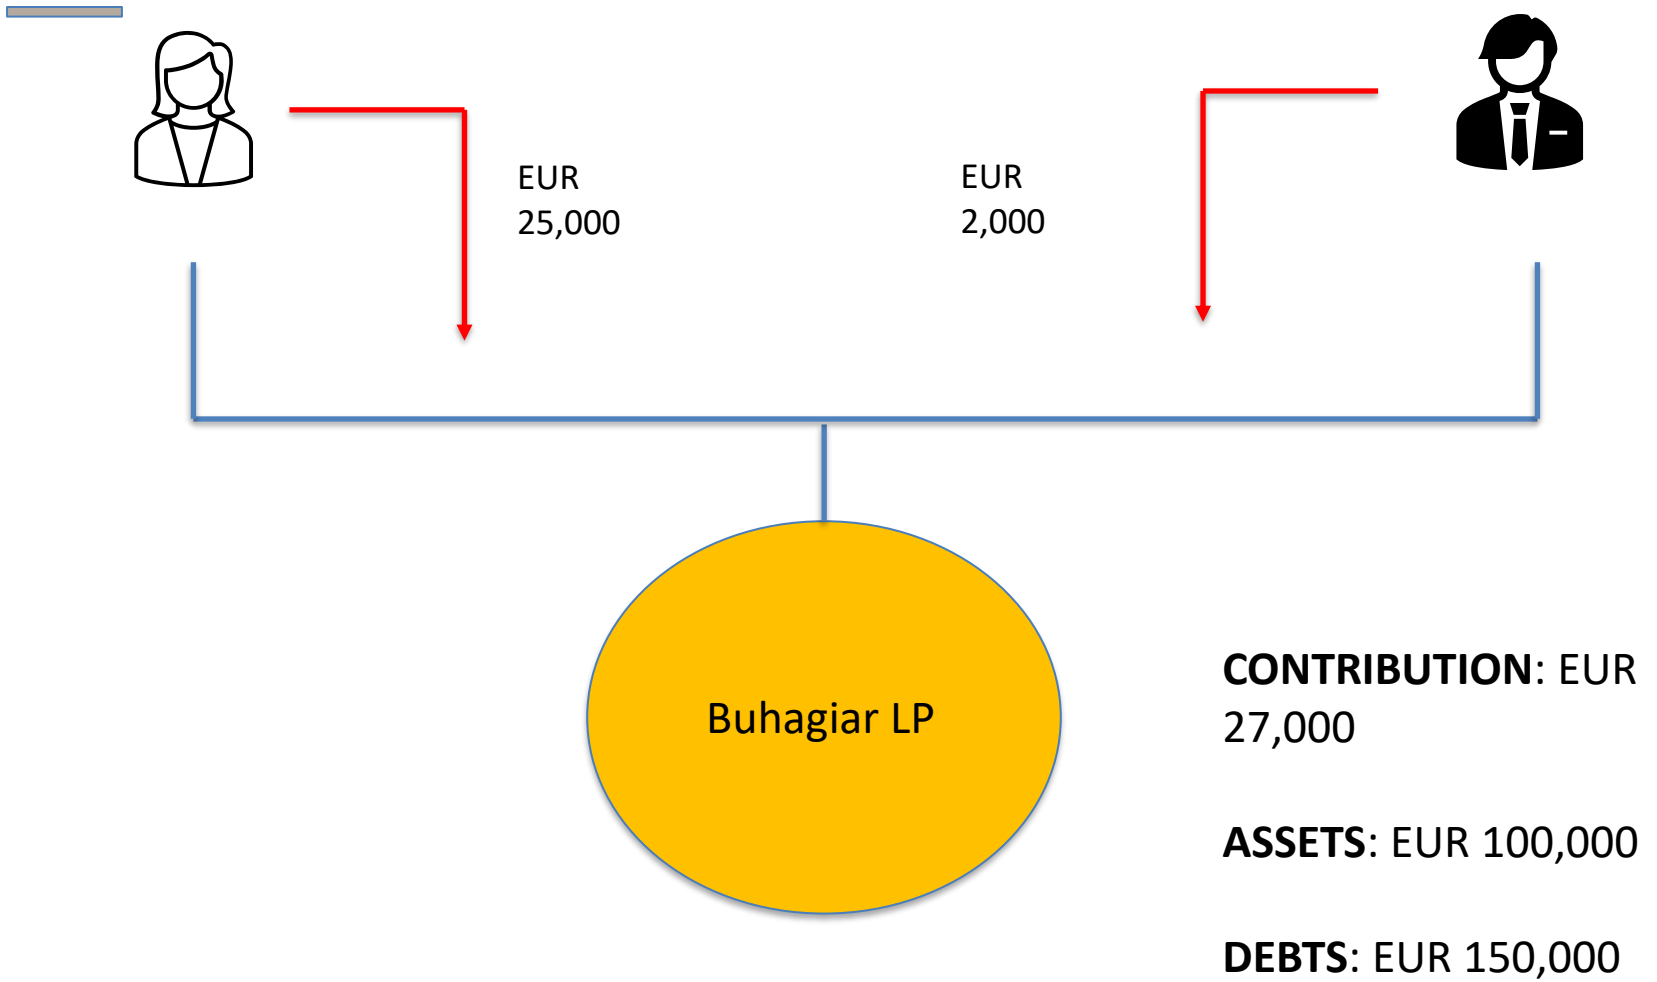 EUR
25,000
EUR
2,000
Buhagiar LP
CONTRIBUTION: EUR
27,000
ASSETS: EUR 100,000
DEBTS: EUR 150,000